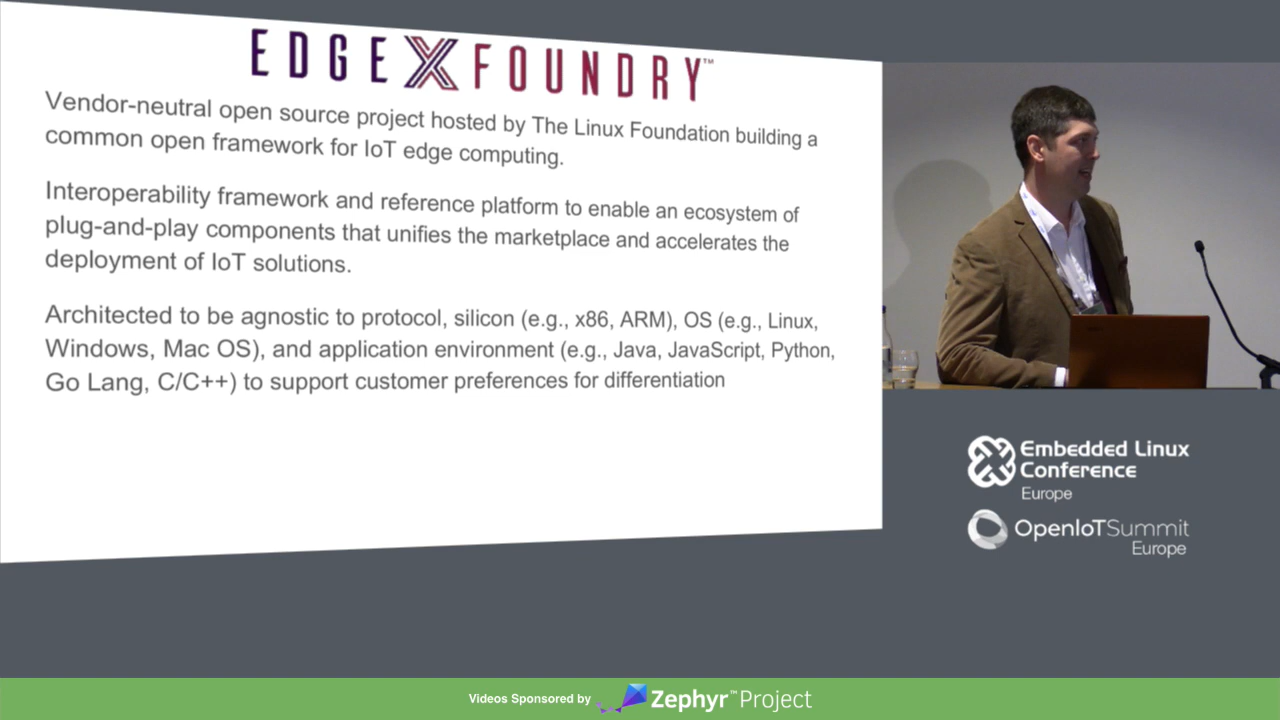 EDGE X FOUNDRY™
Vendor-neutral open source project hosted by The Linux Foundation building a
common open framework for IoT edge computing.
Interoperability framework and reference platform to enable an ecosystem of
plug-and-play components that unifies the marketplace and accelerates the
deployment of IoT solutions.
Architected to be agnostic to protocol, silicon (e.g., x86, ARM), OS (e.g., Linux,
Windows, Mac OS), and application environment (e.g., Java, JavaScript, Python,
Go Lang, C/C++) to support customer preferences for differentiation
Embedded Linux
Conference
Europe
OpenIoTSummit
Europe
Videos Sponsored by Zephyr™Project